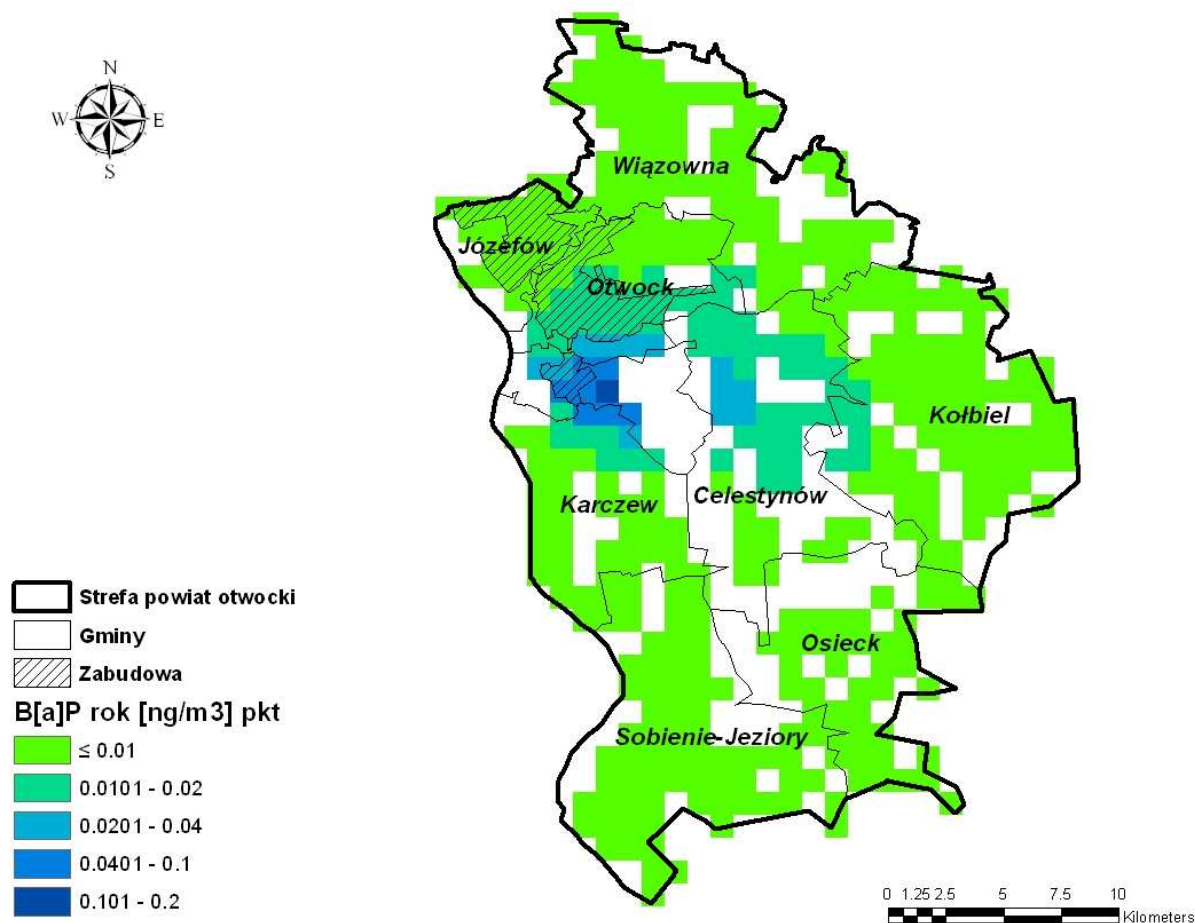 N
W E
S
Wiązowna
Józefów
Otwock
Kołbiel
Karczew
Celestynów
Osieck
Sobienie-Jeziory
Strefa powiat otwocki
Gminy
Zabudowa
B[a]P rok [ng/m3] pkt
≤ 0.01
0.0101 - 0.02
0.0201 - 0.04
0.0401 - 0.1
0.101 - 0.2
0 1.25 2.5 5 7.5 10
Kilometers